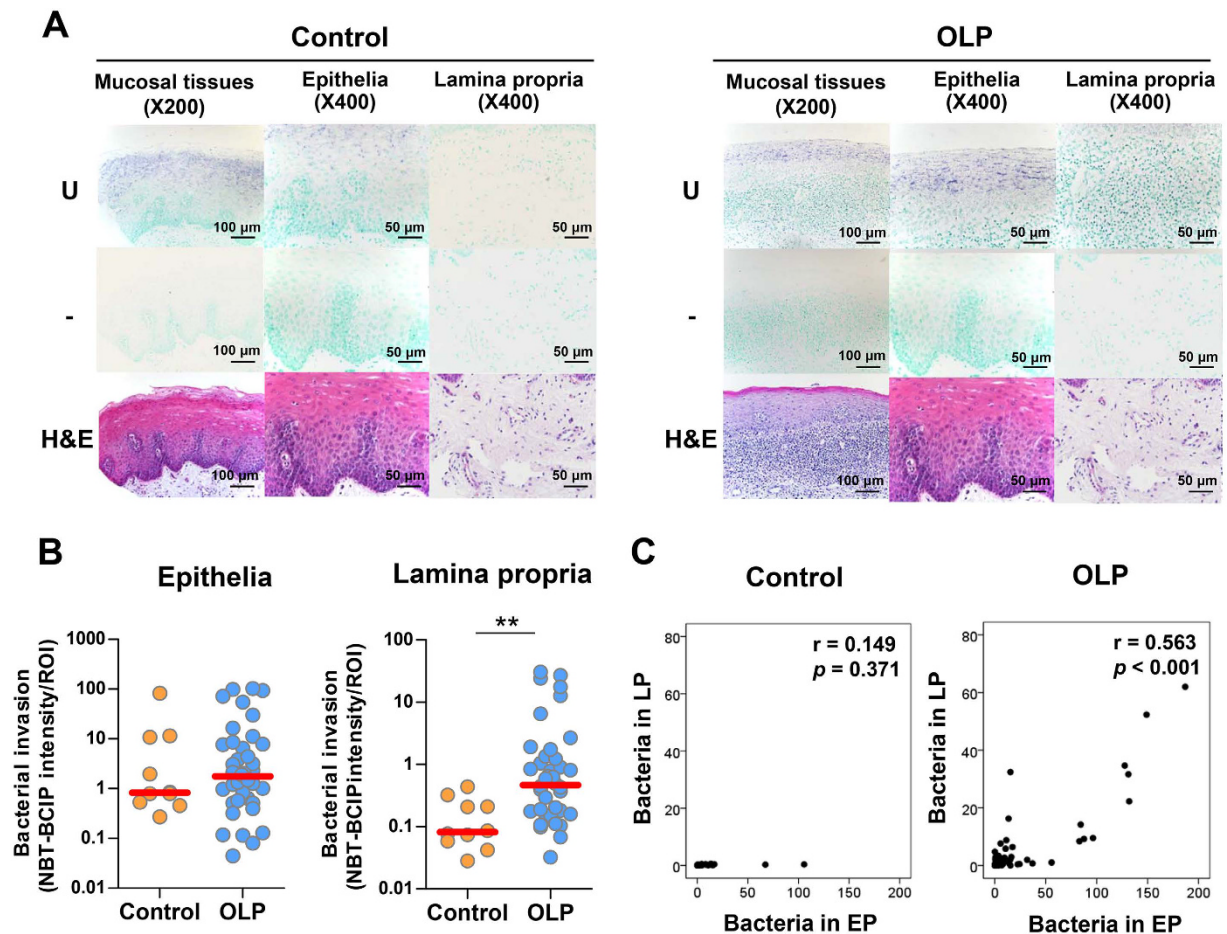 A
Control
OLP
Mucosal tissues
(X200)
Epithelia
(X400)
Lamina propria
(X400)
Mucosal tissues
(X200)
Epithelia
(X400)
Lamina propria
(X400)
U
100 µm
50 µm
50 µm
U
100 µm
50 µm
50 µm
-
100 µm
50 µm
50 µm
-
100 µm
50 µm
50 µm
H&E
100 µm
50 µm
50 µm
H&E
100 µm
50 µm
50 µm
B
Epithelia
Bacterial invasion
(NBT-BCIP intensity/ROI)
1000
100
10
1
0.1
0.01
Control
OLP
Lamina propria
**
Bacterial invasion
(NBT-BCIPintensity/ROI)
100
10
1
0.1
0.01
Control
OLP
C
Control
r = 0.149
p = 0.371
Bacteria in LP
80
60
40
20
0
0 50 100 150 200
Bacteria in EP
OLP
r = 0.563
p < 0.001
Bacteria in LP
80
60
40
20
0
0 50 100 150 200
Bacteria in EP